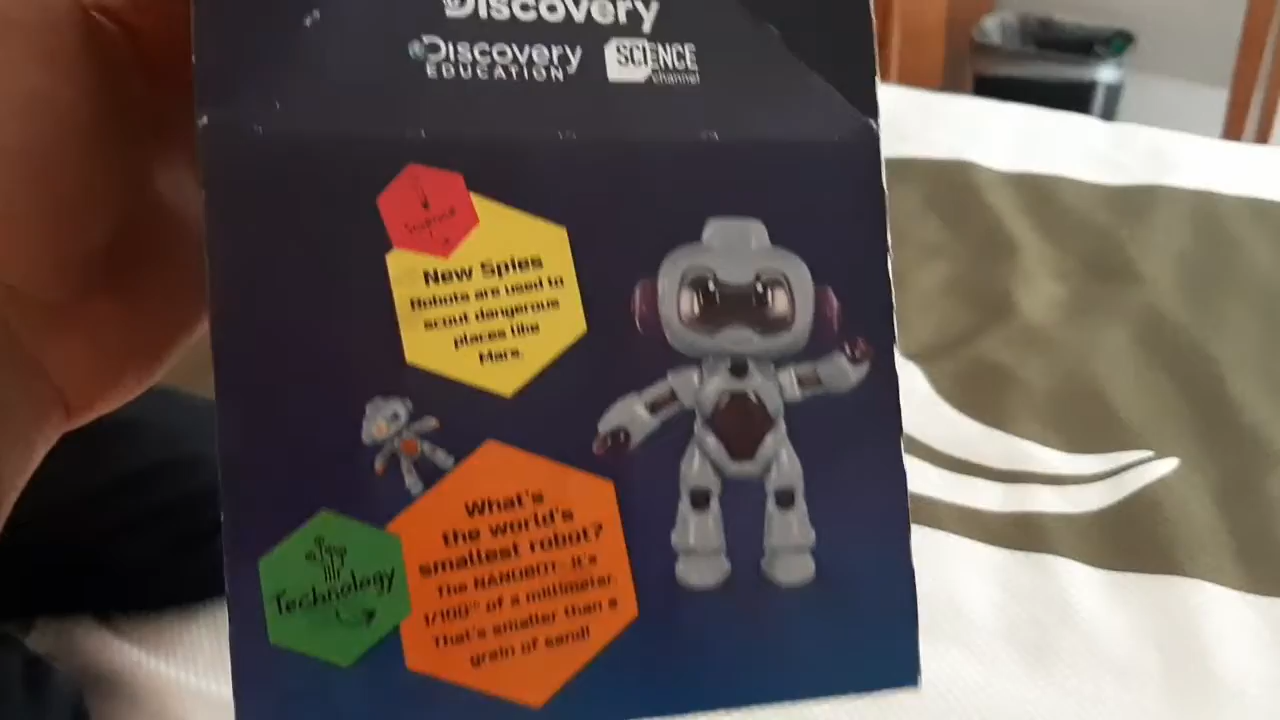 Discovery
Discovery
EDUCATION
SCIENCE
channel
Science
New Spies
Robots are used to
scout dangerous
places like
Mars.
What's
the world's
smallest robot?
The NANOBOT - it's
1/100th of a millimeter.
That's smaller than a
grain of sand!
Technology